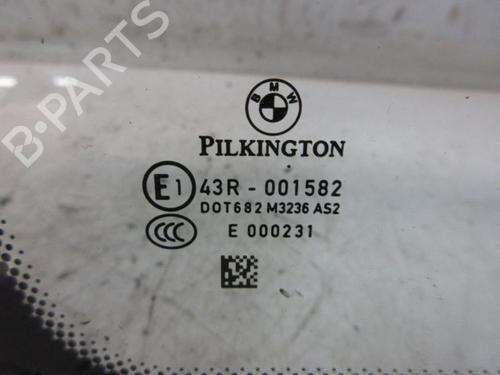 BMW
PILKINGTON
E1 43R - 001582
DOT682 M3236 AS2
CCC E 000231
B-PARTS